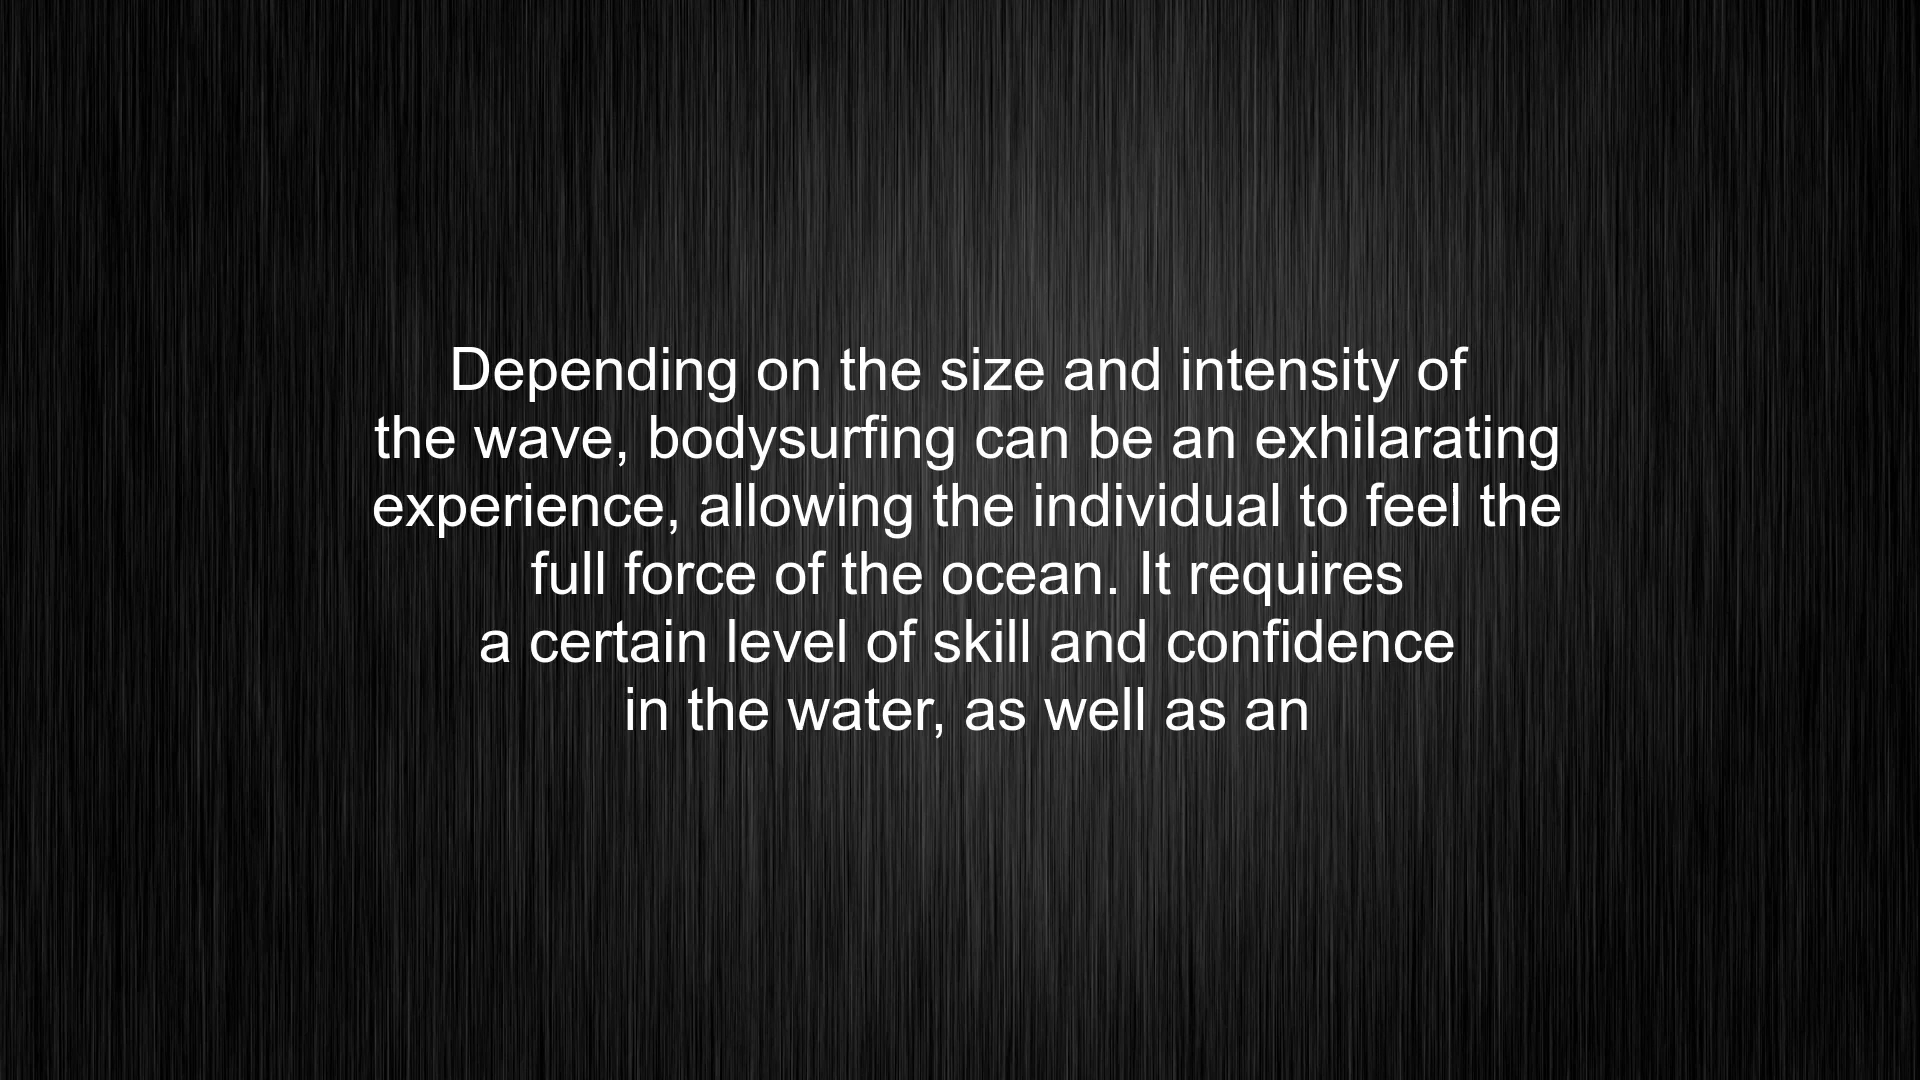 Depending on the size and intensity of
the wave, bodysurfing can be an exhilarating
experience, allowing the individual to feel the
full force of the ocean. It requires
a certain level of skill and confidence
in the water, as well as an